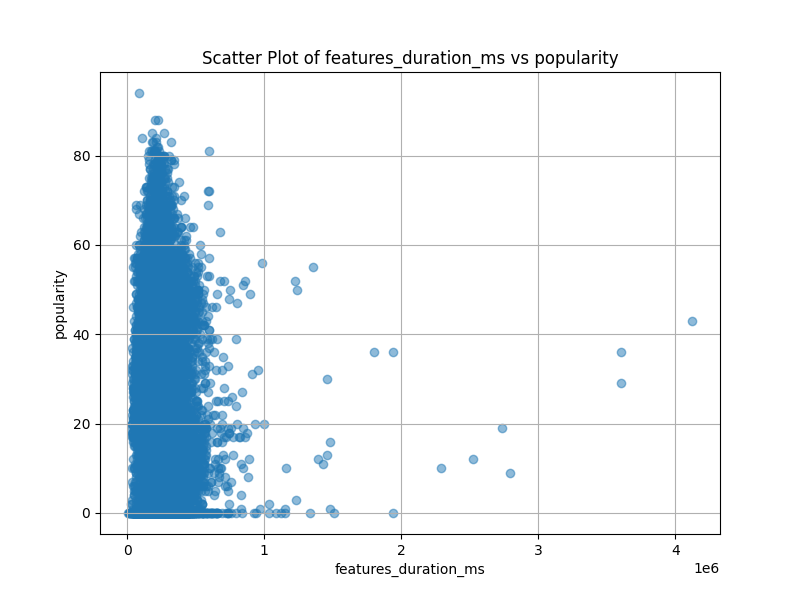 Scatter Plot of features_duration_ms vs popularity
80
60
40
20
0
popularity
0 1 2 3 4
1e6
features_duration_ms